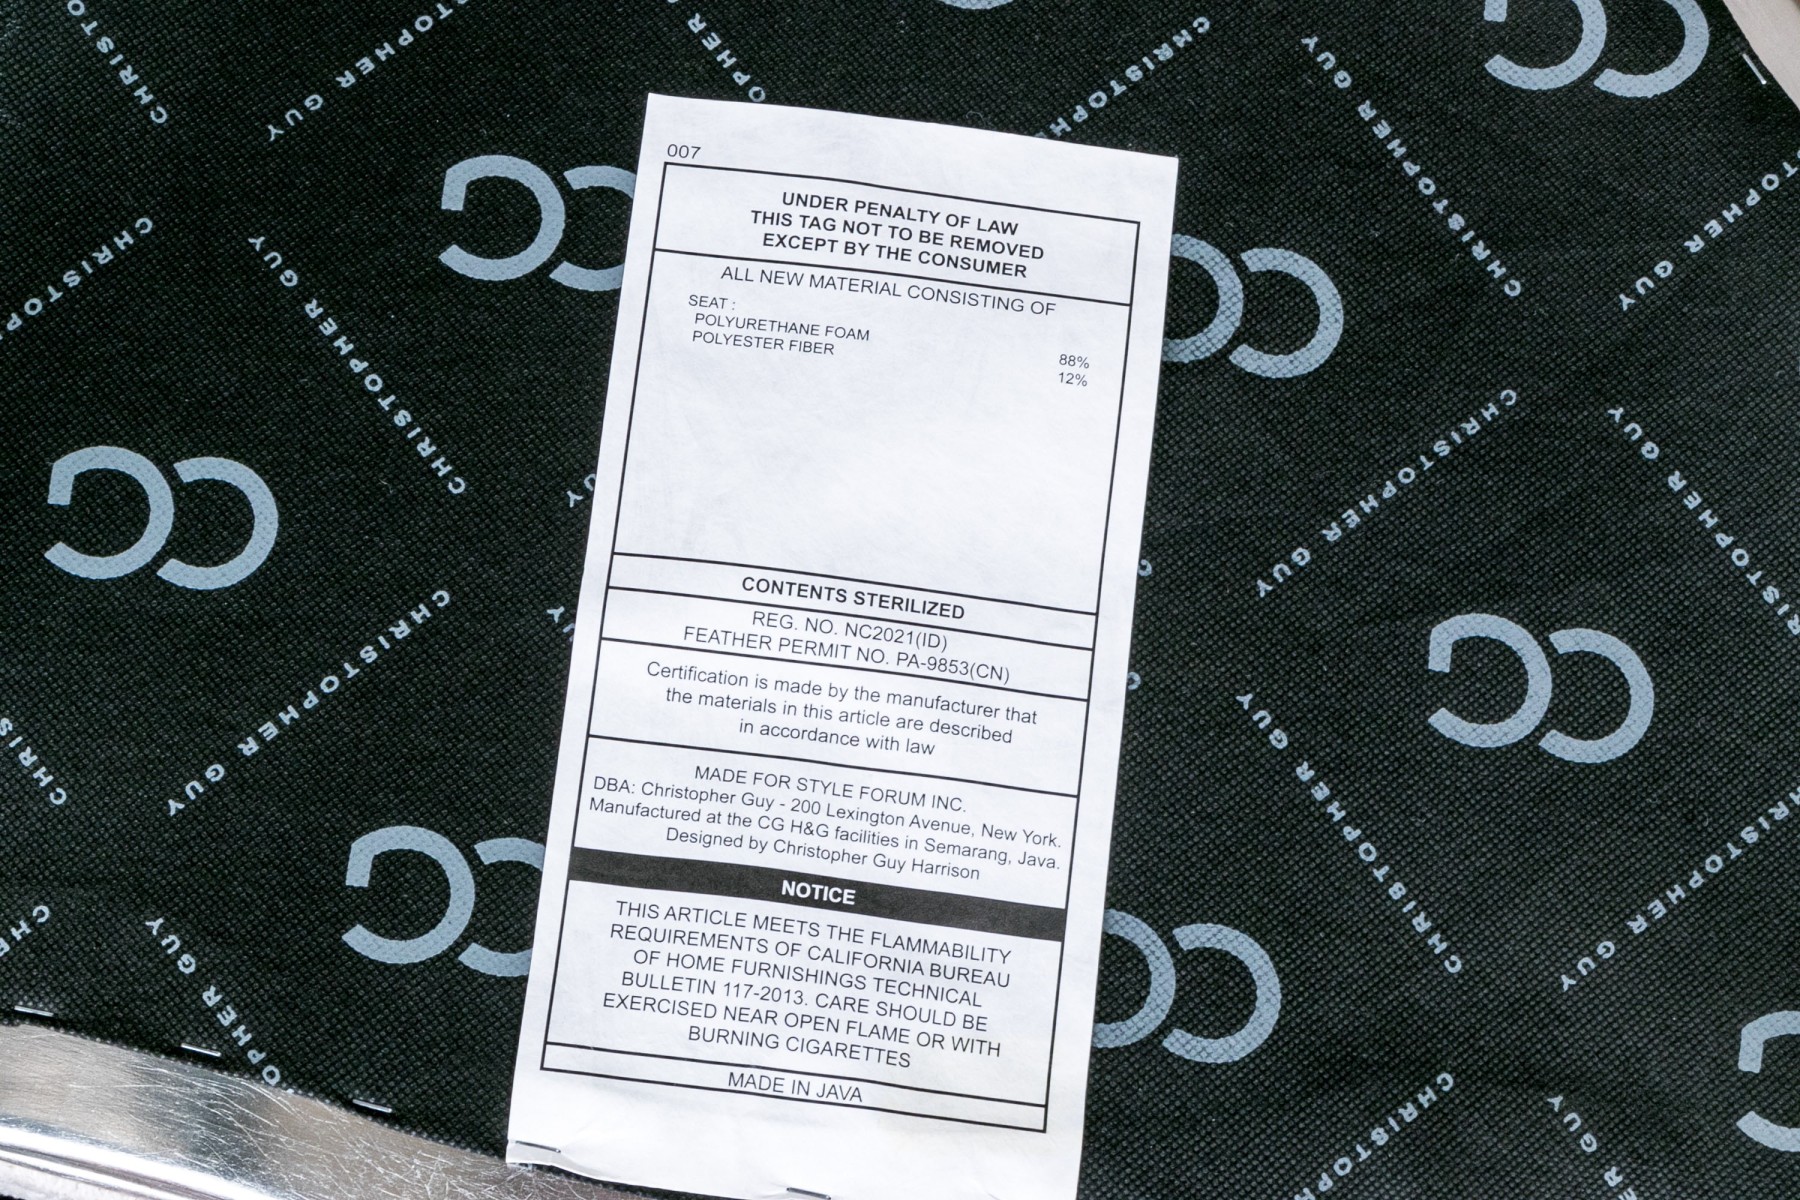 007
UNDER PENALTY OF LAW
THIS TAG NOT TO BE REMOVED
EXCEPT BY THE CONSUMER
ALL NEW MATERIAL CONSISTING OF
SEAT :
POLYURETHANE FOAM 88%
POLYESTER FIBER 12%
CONTENTS STERILIZED
REG. NO. NC2021(ID)
FEATHER PERMIT NO. PA-9853(CN)
Certification is made by the manufacturer that
the materials in this article are described
in accordance with law
MADE FOR STYLE FORUM INC.
DBA: Christopher Guy - 200 Lexington Avenue, New York.
Manufactured at the CG H&G facilities in Semarang, Java.
Designed by Christopher Guy Harrison
NOTICE
THIS ARTICLE MEETS THE FLAMMABILITY
REQUIREMENTS OF CALIFORNIA BUREAU
OF HOME FURNISHINGS TECHNICAL
BULLETIN 117-2013. CARE SHOULD BE
EXERCISED NEAR OPEN FLAME OR WITH
BURNING CIGARETTES
MADE IN JAVA
CHRISTOPHER GUY
CHRISTOPHER GUY
CHRISTOPHER GUY
CHRISTOPHER GUY
CHRISTOPHER GUY
CHRISTOPHER GUY
CHRISTOPHER GUY